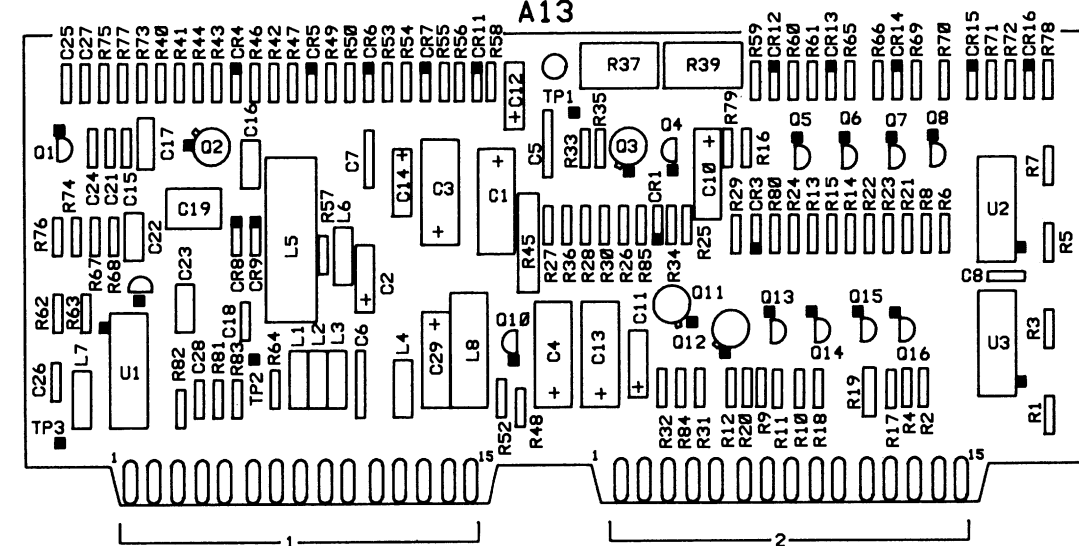 A13
C25 C27 R75 R77 R73 R40 R41 R44 R43 CR4 R46 R42 R47 CR5 R49 R50 CR6 R53 R54 CR7 R55 R56 CR11 R58
R37 R39
R59 CR12 R60 R61 CR13 R65 R66 CR14 R69 R70 CR15 R71 R72 CR16 R78
C12 +
TP1 R35 R79
Q1 C17 Q2 C16 C7 C5 R33 Q3 Q4 R16 Q5 Q6 Q7 Q8
C24 C21 C15 C14 + C3 + C1 + C10 + R7
R76 R74 C19 R57 L6 CR1 R29 CR3 R80 R24 R13 R15 R14 R22 R23 R21 R8 R6 U2 R5
R67 R68 C22 C23 CR8 CR9 L5 C2 + R45 R27 R36 R28 R30 R26 R85 R34 R25
C8
R62 R63 C18 Q11 Q13 Q15
L7 U1 L1 L2 L3 C6 L4 C29 + L8 Q10 C4 + C13 + C11 + Q12 Q14 Q16 U3 R3
C26 R82 C28 R81 R83 TP2 R64 R19
TP3 R52 R48 R32 R84 R31 R12 R20 R9 R11 R10 R18 R17 R4 R2 R1
1 15 1 15
1 2